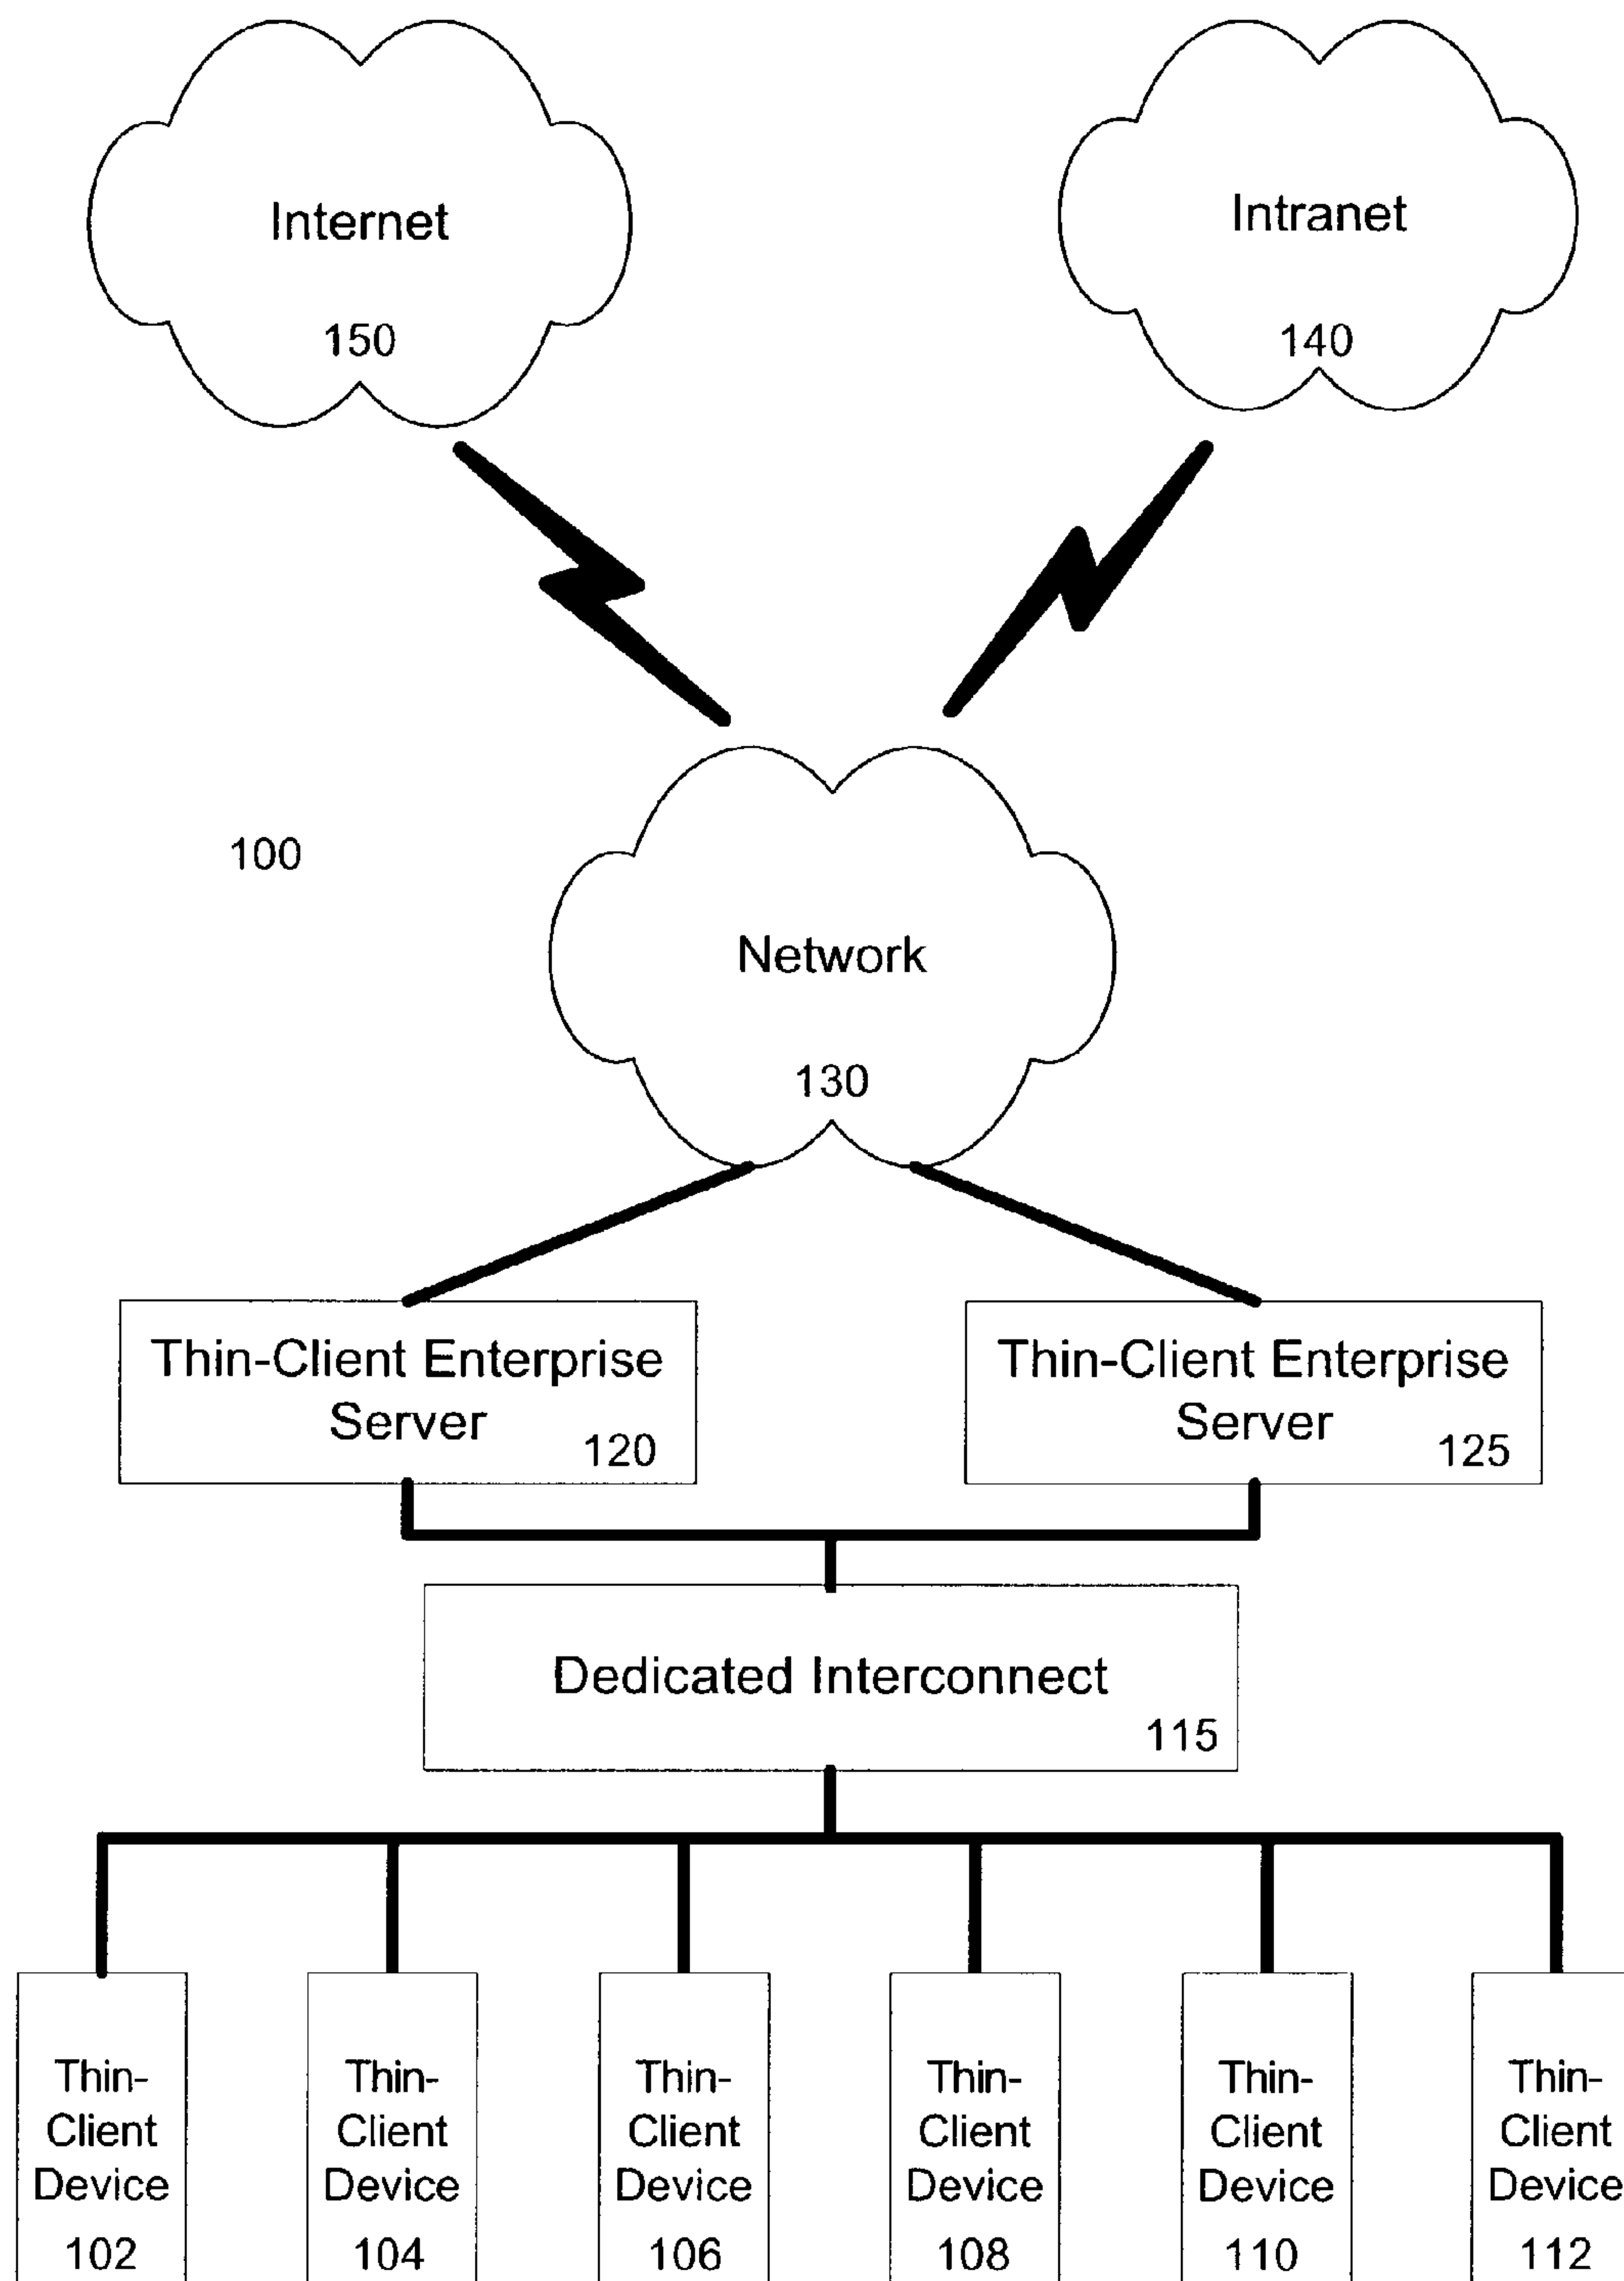 Internet
150
Intranet
140
100
Network
130
Thin-Client Enterprise
Server
120
Thin-Client Enterprise
Server
125
Dedicated Interconnect
115
Thin-
Client
Device
102
Thin-
Client
Device
104
Thin-
Client
Device
106
Thin-
Client
Device
108
Thin-
Client
Device
110
Thin-
Client
Device
112